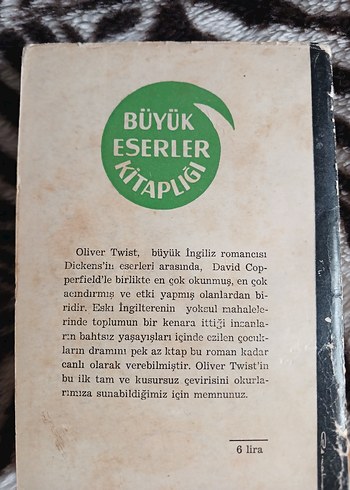 BÜYÜK
ESERLER
KİTAPLIĞI
Oliver Twist, büyük İngiliz romancısı
Dickens'in eserleri arasında, David Cop-
perfield'le birlikte en çok okunmuş, en çok
acındırmış ve etki yapmış olanlardan bi-
ridir. Eski İngilterenin yoksul mahalele-
rinde toplumun bir kenara ittiği insanla-
rın bahtsız yaşayışları içinde ezilen çocuk-
ların dramını pek az ktap bu roman kadar
canlı olarak verebilmiştir. Oliver Twist'in
bu ilk tam ve kusursuz çevirisini okurla-
rımıza sunabildiğimiz için memnunuz.
6 lira